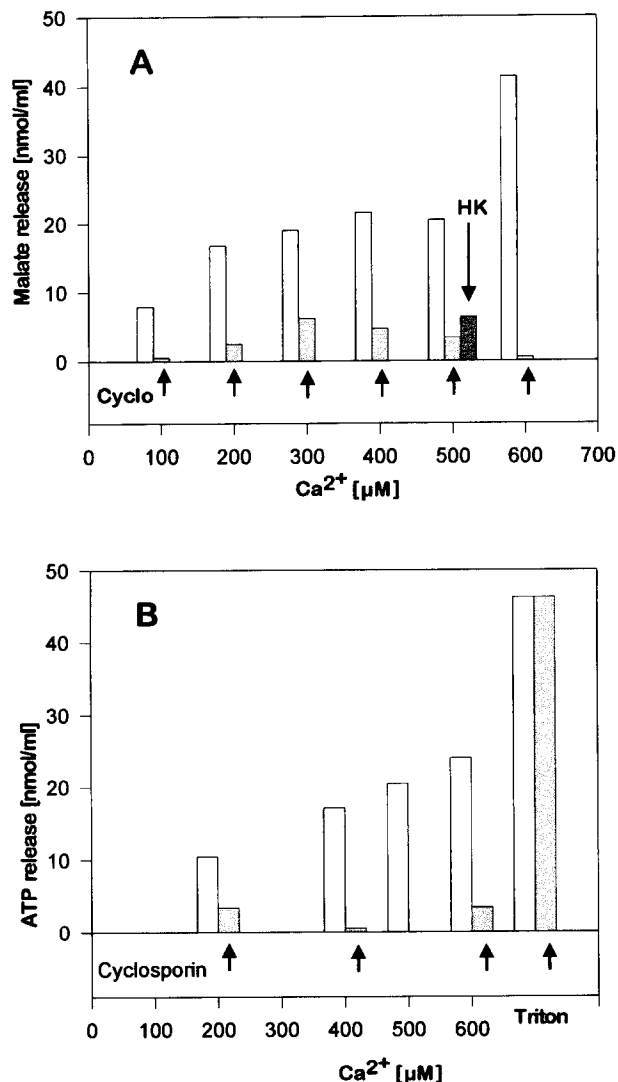 50
A
40
Malate release [nmol/ml]
30
HK
20
10
0
Cyclo
0 100 200 300 400 500 600 700
Ca²⁺ [µM]
50
B
40
ATP release [nmol/ml]
30
20
10
0
Cyclosporin
0 100 200 300 400 500 600 Triton
Ca²⁺ [µM]